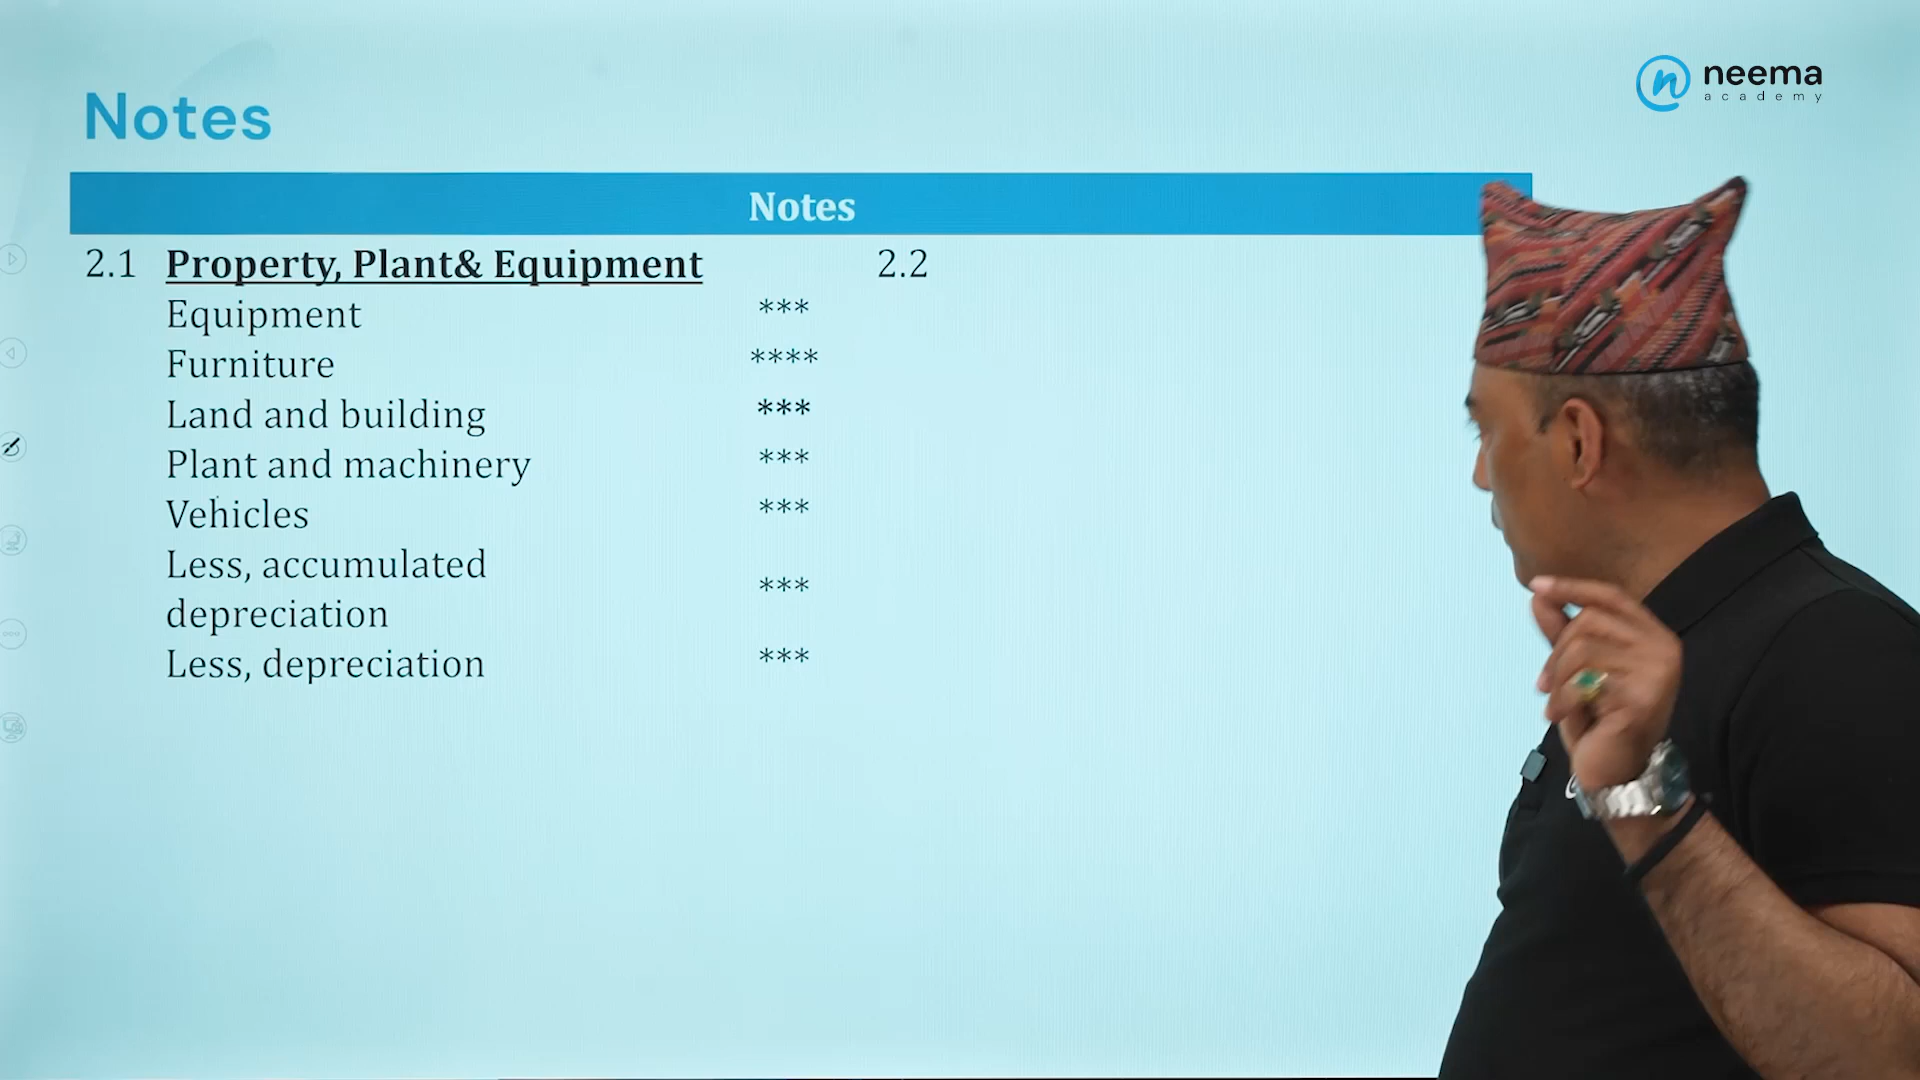 neema
academy
Notes
Notes
2.1 Property, Plant& Equipment 2.2
Equipment ***
Furniture ****
Land and building ***
Plant and machinery ***
Vehicles ***
Less, accumulated
depreciation ***
Less, depreciation ***